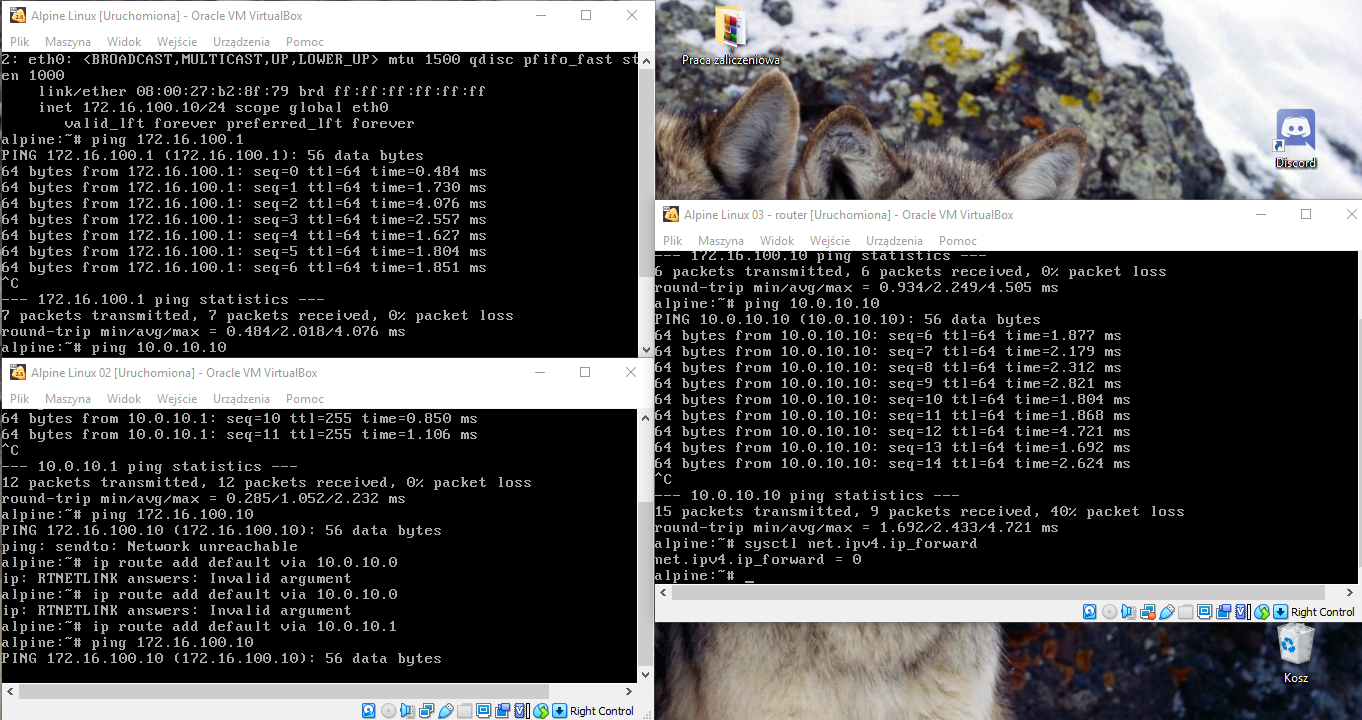 Alpine Linux [Uruchomiona] - Oracle VM VirtualBox
Plik Maszyna Widok Wejście Urządzenia Pomoc
2: eth0: <BROADCAST,MULTICAST,UP,LOWER_UP> mtu 1500 qdisc pfifo_fast st
en 1000
link/ether 08:00:27:b2:8f:79 brd ff:ff:ff:ff:ff:ff
inet 172.16.100.10/24 scope global eth0
valid_lft forever preferred_lft forever
alpine:~# ping 172.16.100.1
PING 172.16.100.1 (172.16.100.1): 56 data bytes
64 bytes from 172.16.100.1: seq=0 ttl=64 time=0.484 ms
64 bytes from 172.16.100.1: seq=1 ttl=64 time=1.730 ms
64 bytes from 172.16.100.1: seq=2 ttl=64 time=4.076 ms
64 bytes from 172.16.100.1: seq=3 ttl=64 time=2.557 ms
64 bytes from 172.16.100.1: seq=4 ttl=64 time=1.627 ms
64 bytes from 172.16.100.1: seq=5 ttl=64 time=1.804 ms
64 bytes from 172.16.100.1: seq=6 ttl=64 time=1.851 ms
^C
--- 172.16.100.1 ping statistics ---
7 packets transmitted, 7 packets received, 0% packet loss
round-trip min/avg/max = 0.484/2.018/4.076 ms
alpine:~# ping 10.0.10.10
Alpine Linux 02 [Uruchomiona] - Oracle VM VirtualBox
Plik Maszyna Widok Wejście Urządzenia Pomoc
64 bytes from 10.0.10.1: seq=10 ttl=255 time=0.850 ms
64 bytes from 10.0.10.1: seq=11 ttl=255 time=1.106 ms
^C
--- 10.0.10.1 ping statistics ---
12 packets transmitted, 12 packets received, 0% packet loss
round-trip min/avg/max = 0.285/1.052/2.232 ms
alpine:~# ping 172.16.100.10
PING 172.16.100.10 (172.16.100.10): 56 data bytes
ping: sendto: Network unreachable
alpine:~# ip route add default via 10.0.10.0
ip: RTNETLINK answers: Invalid argument
alpine:~# ip route add default via 10.0.10.0
ip: RTNETLINK answers: Invalid argument
alpine:~# ip route add default via 10.0.10.1
alpine:~# ping 172.16.100.10
PING 172.16.100.10 (172.16.100.10): 56 data bytes
Right Control
Praca zaliczeniowa
Discord
Alpine Linux 03 - router [Uruchomiona] - Oracle VM VirtualBox
Plik Maszyna Widok Wejście Urządzenia Pomoc
--- 172.16.100.10 ping statistics ---
6 packets transmitted, 6 packets received, 0% packet loss
round-trip min/avg/max = 0.934/2.249/4.505 ms
alpine:~# ping 10.0.10.10
PING 10.0.10.10 (10.0.10.10): 56 data bytes
64 bytes from 10.0.10.10: seq=6 ttl=64 time=1.877 ms
64 bytes from 10.0.10.10: seq=7 ttl=64 time=2.179 ms
64 bytes from 10.0.10.10: seq=8 ttl=64 time=2.312 ms
64 bytes from 10.0.10.10: seq=9 ttl=64 time=2.821 ms
64 bytes from 10.0.10.10: seq=10 ttl=64 time=1.804 ms
64 bytes from 10.0.10.10: seq=11 ttl=64 time=1.868 ms
64 bytes from 10.0.10.10: seq=12 ttl=64 time=4.721 ms
64 bytes from 10.0.10.10: seq=13 ttl=64 time=1.692 ms
64 bytes from 10.0.10.10: seq=14 ttl=64 time=2.624 ms
^C
--- 10.0.10.10 ping statistics ---
15 packets transmitted, 9 packets received, 40% packet loss
round-trip min/avg/max = 1.692/2.433/4.721 ms
alpine:~# sysctl net.ipv4.ip_forward
net.ipv4.ip_forward = 0
alpine:~# _
Right Control
Kosz